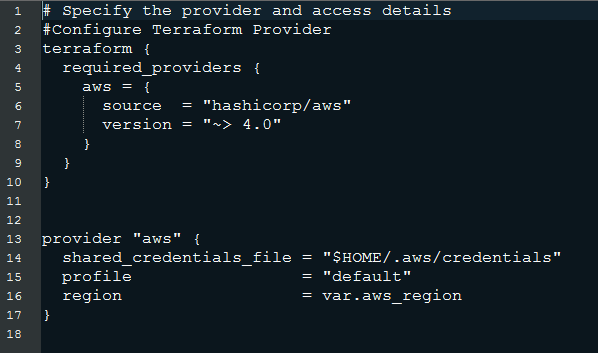 1 # Specify the provider and access details
2 #Configure Terraform Provider
3 terraform {
4   required_providers {
5     aws = {
6       source  = "hashicorp/aws"
7       version = "~> 4.0"
8     }
9   }
10 }
11
12
13 provider "aws" {
14   shared_credentials_file = "$HOME/.aws/credentials"
15   profile                 = "default"
16   region                  = var.aws_region
17 }
18